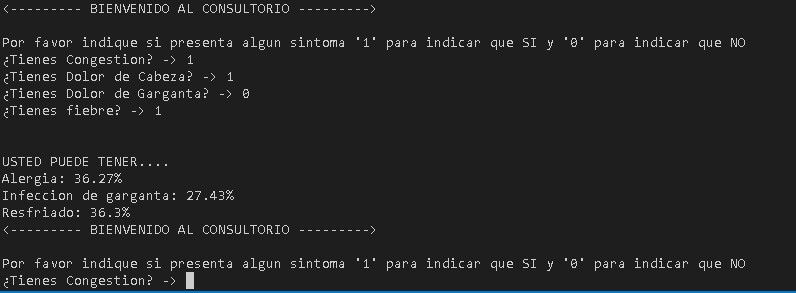 <--------- BIENVENIDO AL CONSULTORIO --------->
Por favor indique si presenta algun sintoma '1' para indicar que SI y '0' para indicar que NO
¿Tienes Congestion? -> 1
¿Tienes Dolor de Cabeza? -> 1
¿Tienes Dolor de Garganta? -> 0
¿Tienes fiebre? -> 1
USTED PUEDE TENER....
Alergia: 36.27%
Infeccion de garganta: 27.43%
Resfriado: 36.3%
<--------- BIENVENIDO AL CONSULTORIO --------->
Por favor indique si presenta algun sintoma '1' para indicar que SI y '0' para indicar que NO
¿Tienes Congestion? ->